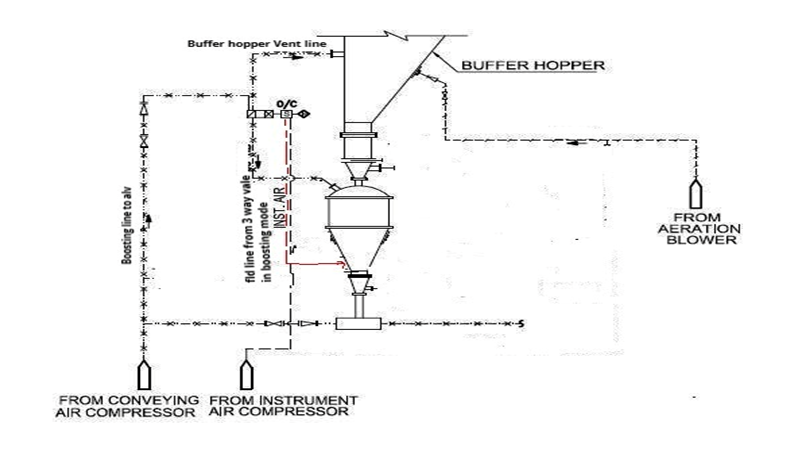 Buffer hopper Vent line
BUFFER HOPPER
O/C
S
Boosting line to alv
fld line from 3 way vale
in boosting mode
INST. AIR
FROM
AERATION
BLOWER
S
FROM CONVEYING
AIR COMPRESSOR
FROM INSTRUMENT
AIR COMPRESSOR